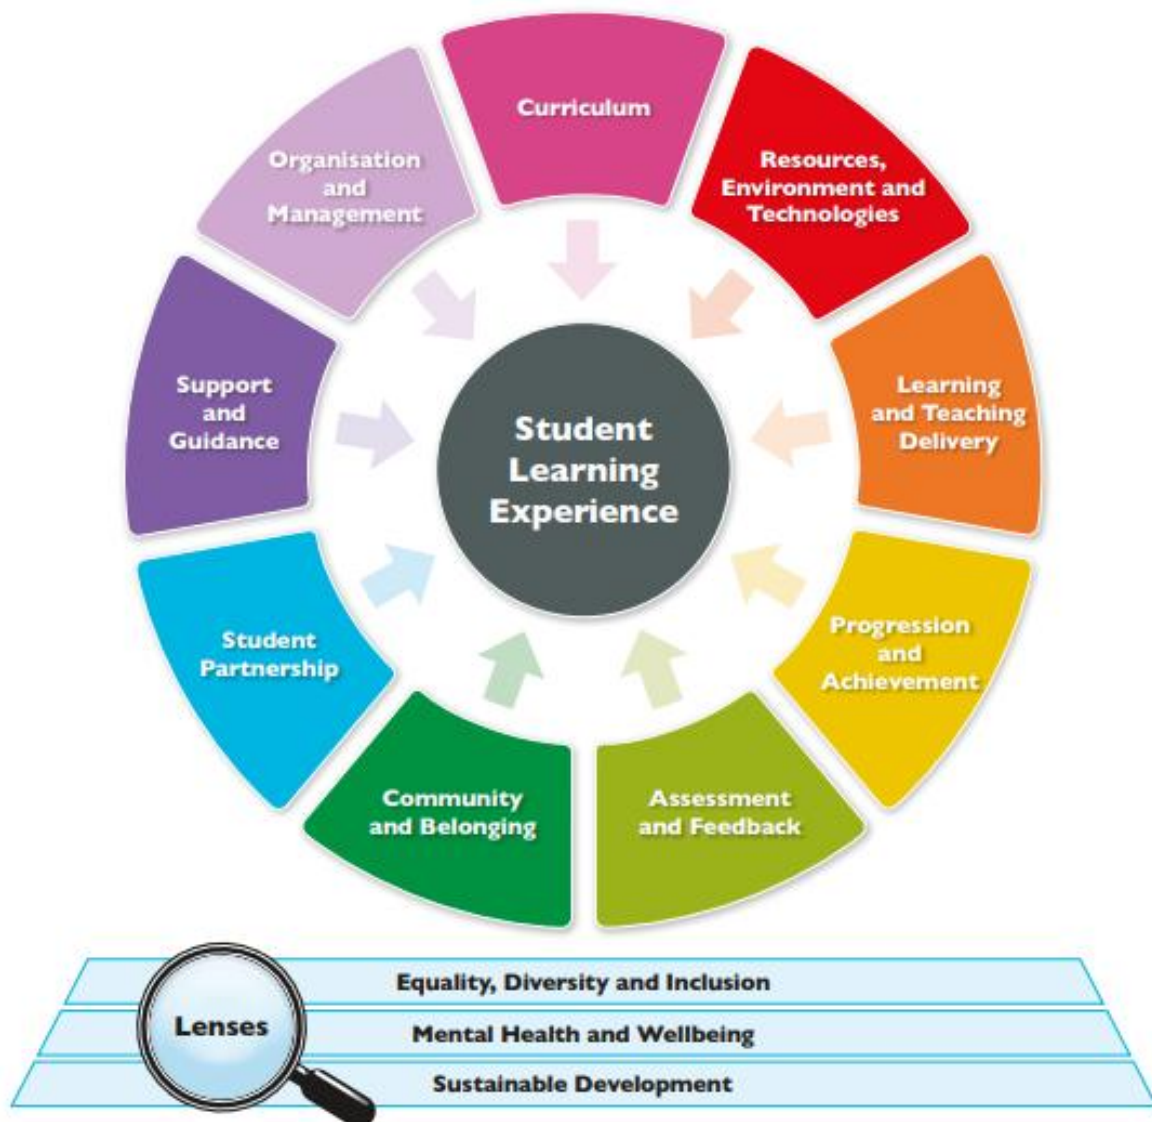 Curriculum
Resources,
Environment and
Technologies
Learning
and Teaching
Delivery
Progression
and
Achievement
Assessment
and Feedback
Community
and Belonging
Student
Partnership
Support
and
Guidance
Organisation
and
Management
Student
Learning
Experience
Lenses
Equality, Diversity and Inclusion
Mental Health and Wellbeing
Sustainable Development